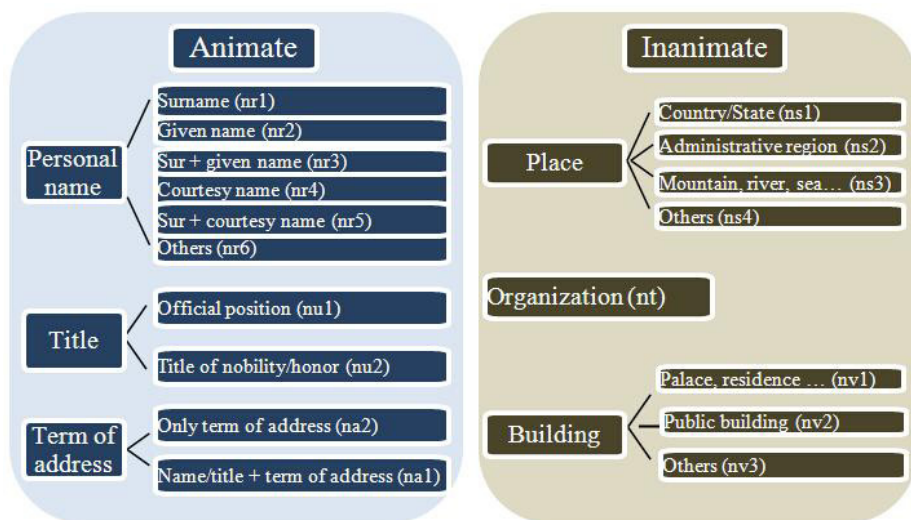 Animate
Personal
name
Surname (nr1)
Given name (nr2)
Sur + given name (nr3)
Courtesy name (nr4)
Sur + courtesy name (nr5)
Others (nr6)
Title
Official position (nu1)
Title of nobility/honor (nu2)
Term of
address
Only term of address (na2)
Name/title + term of address (na1)
Inanimate
Place
Country/State (ns1)
Administrative region (ns2)
Mountain, river, sea… (ns3)
Others (ns4)
Organization (nt)
Building
Palace, residence … (nv1)
Public building (nv2)
Others (nv3)